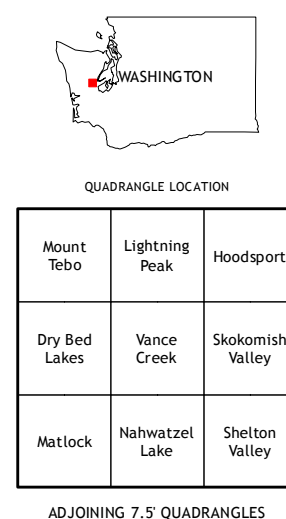 WASHINGTON
QUADRANGLE LOCATION
Mount
Tebo
Lightning
Peak
Hoodsport
Dry Bed
Lakes
Vance
Creek
Skokomish
Valley
Matlock
Nahwatzel
Lake
Shelton
Valley
ADJOINING 7.5' QUADRANGLES